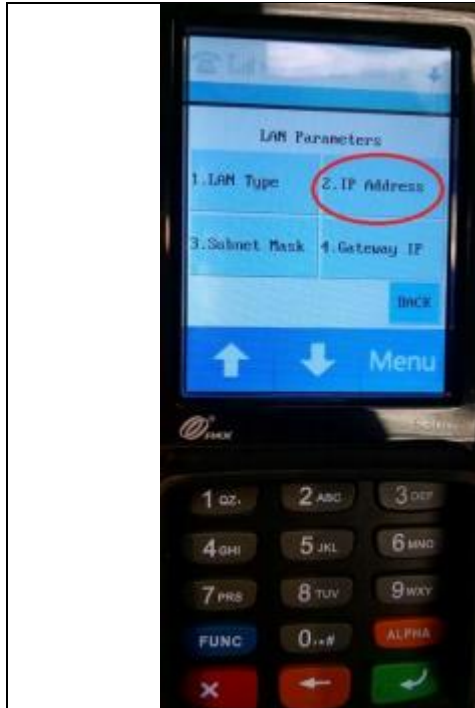 LAN Parameters
1.LAN Type 2.IP Address
3.Subnet Mask 4.Gateway IP
BACK
Menu
PAX
1 QZ. 2 ABC 3 DEF
4 GHI 5 JKL 6 MNO
7 PRS 8 TUV 9 WXY
FUNC 0,..# ALPHA